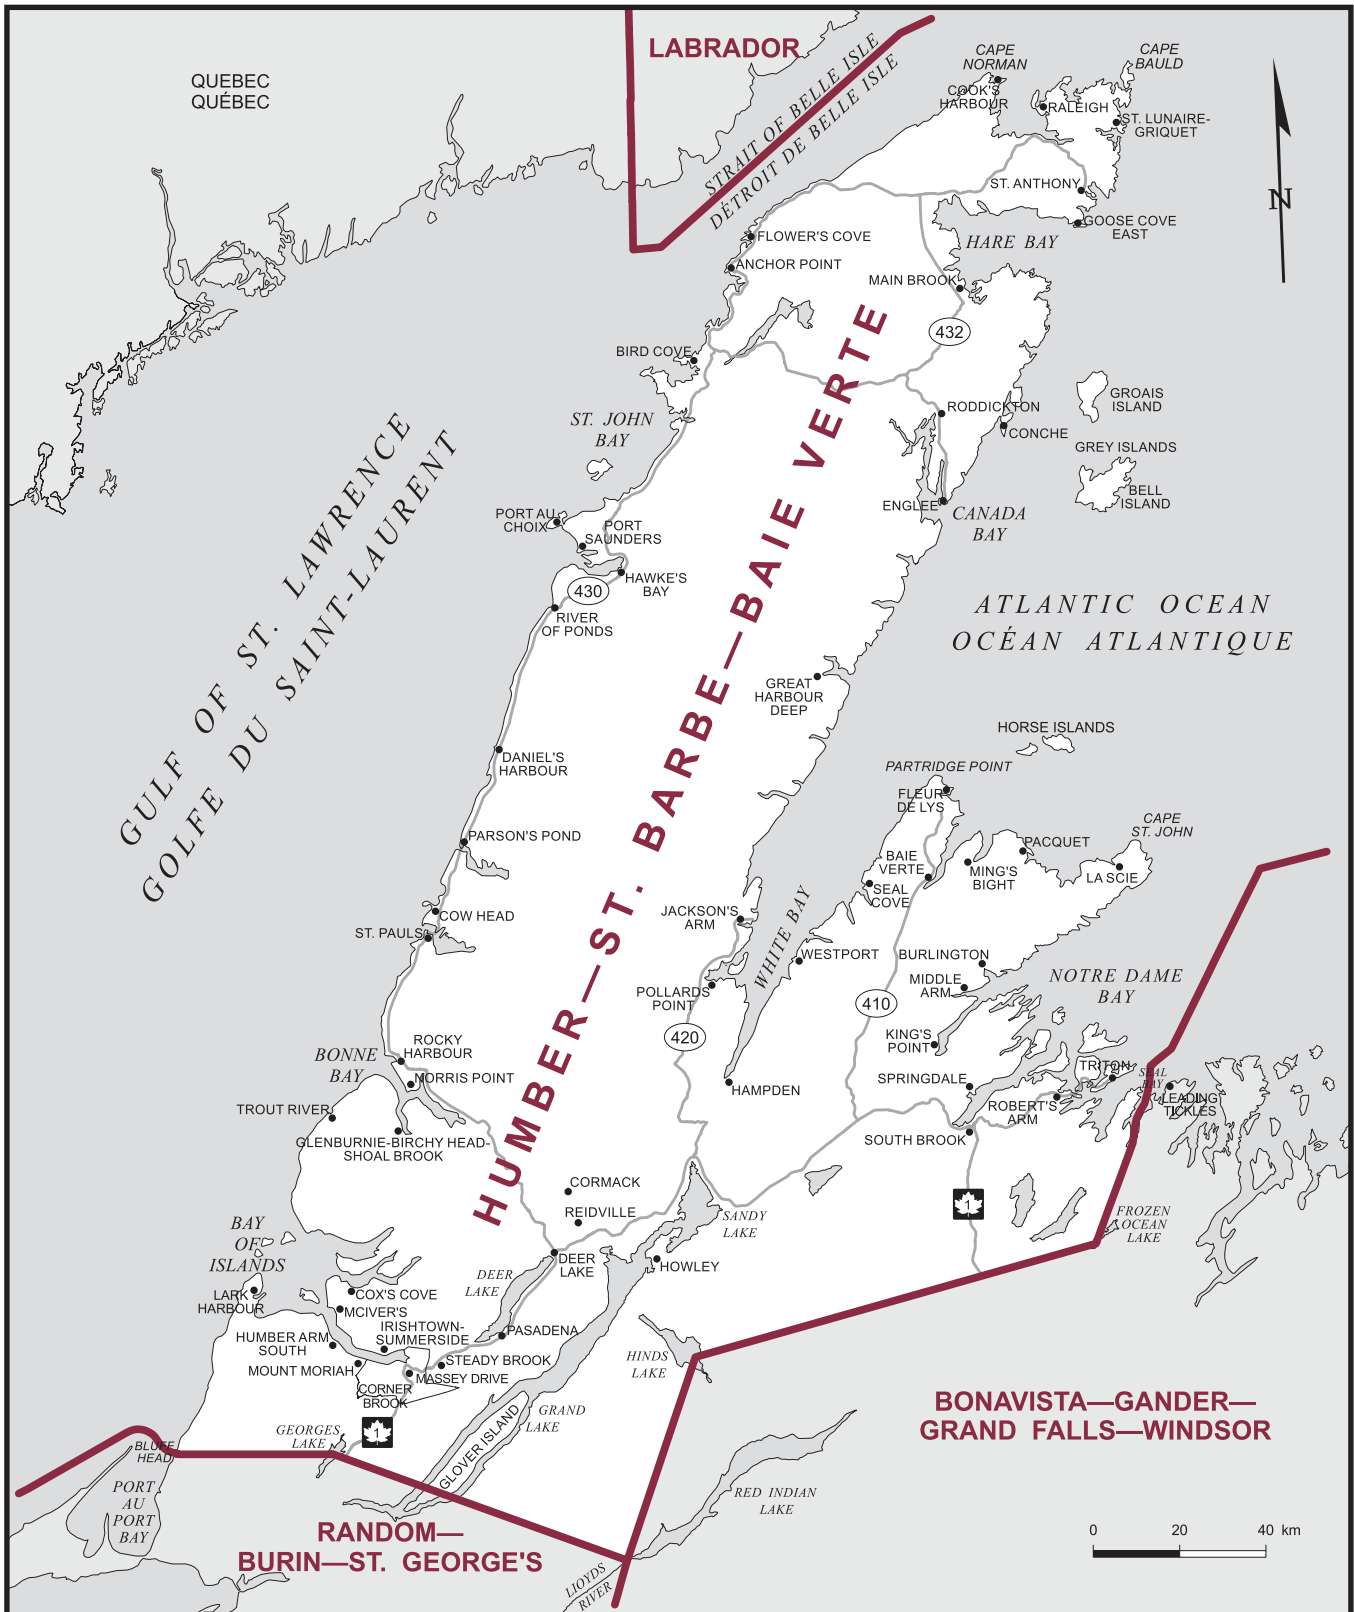 LABRADOR
QUEBEC
QUÉBEC
STRAIT OF BELLE ISLE
DÉTROIT DE BELLE ISLE
CAPE
NORMAN
COOK'S
HARBOUR
CAPE
BAULD
RALEIGH
ST. LUNAIRE-
GRIQUET
ST. ANTHONY
GOOSE COVE
EAST
N
HARE BAY
FLOWER'S COVE
ANCHOR POINT
MAIN BROOK
432
BIRD COVE
ST. JOHN
BAY
RODDICKTON
CONCHE
GROAIS
ISLAND
GREY ISLANDS
BELL
ISLAND
ENGLEE
CANADA
BAY
PORT AU
CHOIX
PORT
SAUNDERS
HAWKE'S
BAY
430
RIVER
OF PONDS
GULF OF ST. LAWRENCE
GOLFE DU SAINT-LAURENT
ATLANTIC OCEAN
OCÉAN ATLANTIQUE
HUMBER—ST. BARBE—BAIE VERTE
GREAT
HARBOUR
DEEP
HORSE ISLANDS
DANIEL'S
HARBOUR
PARTRIDGE POINT
FLEUR
DE LYS
PARSON'S POND
CAPE
ST. JOHN
PACQUET
LA SCIE
BAIE
VERTE
MING'S
BIGHT
SEAL
COVE
COW HEAD
ST. PAULS
JACKSON'S
ARM
WHITE BAY
WESTPORT
BURLINGTON
MIDDLE
ARM
NOTRE DAME
BAY
POLLARDS
POINT
410
420
KING'S
POINT
ROCKY
HARBOUR
BONNE
BAY
NORRIS POINT
HAMPDEN
SPRINGDALE
TRITON
SEAL
BAY
LEADING
TICKLES
ROBERT'S
ARM
TROUT RIVER
GLENBURNIE-BIRCHY HEAD-
SHOAL BROOK
SOUTH BROOK
CORMACK
REIDVILLE
1
SANDY
LAKE
FROZEN
OCEAN
LAKE
BAY
OF
ISLANDS
DEER
LAKE
HOWLEY
DEER
LAKE
LARK
HARBOUR
COX'S COVE
MCIVER'S
IRISHTOWN-
SUMMERSIDE
PASADENA
HUMBER ARM
SOUTH
MOUNT MORIAH
STEADY BROOK
MASSEY DRIVE
CORNER
BROOK
HINDS
LAKE
GEORGES
LAKE
1
GRAND
LAKE
GLOVER ISLAND
BONAVISTA—GANDER—
GRAND FALLS—WINDSOR
BLUFF
HEAD
PORT
AU
PORT
BAY
RED INDIAN
LAKE
RANDOM—
BURIN—ST. GEORGE'S
LLOYDS
RIVER
0 20 40 km